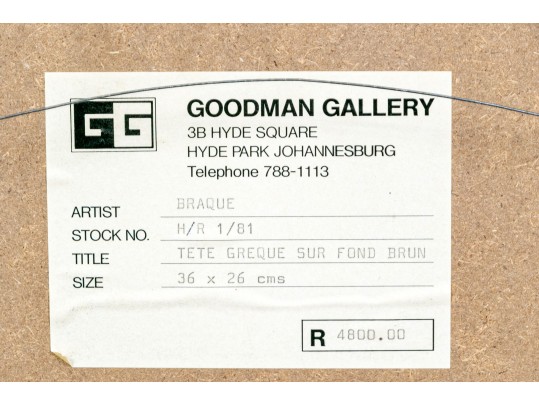 GG
GOODMAN GALLERY
3B HYDE SQUARE
HYDE PARK JOHANNESBURG
Telephone 788-1113
ARTIST BRAQUE
STOCK NO. H/R 1/81
TITLE TETE GREQUE SUR FOND BRUN
SIZE 36 x 26 cms
R 4800.00